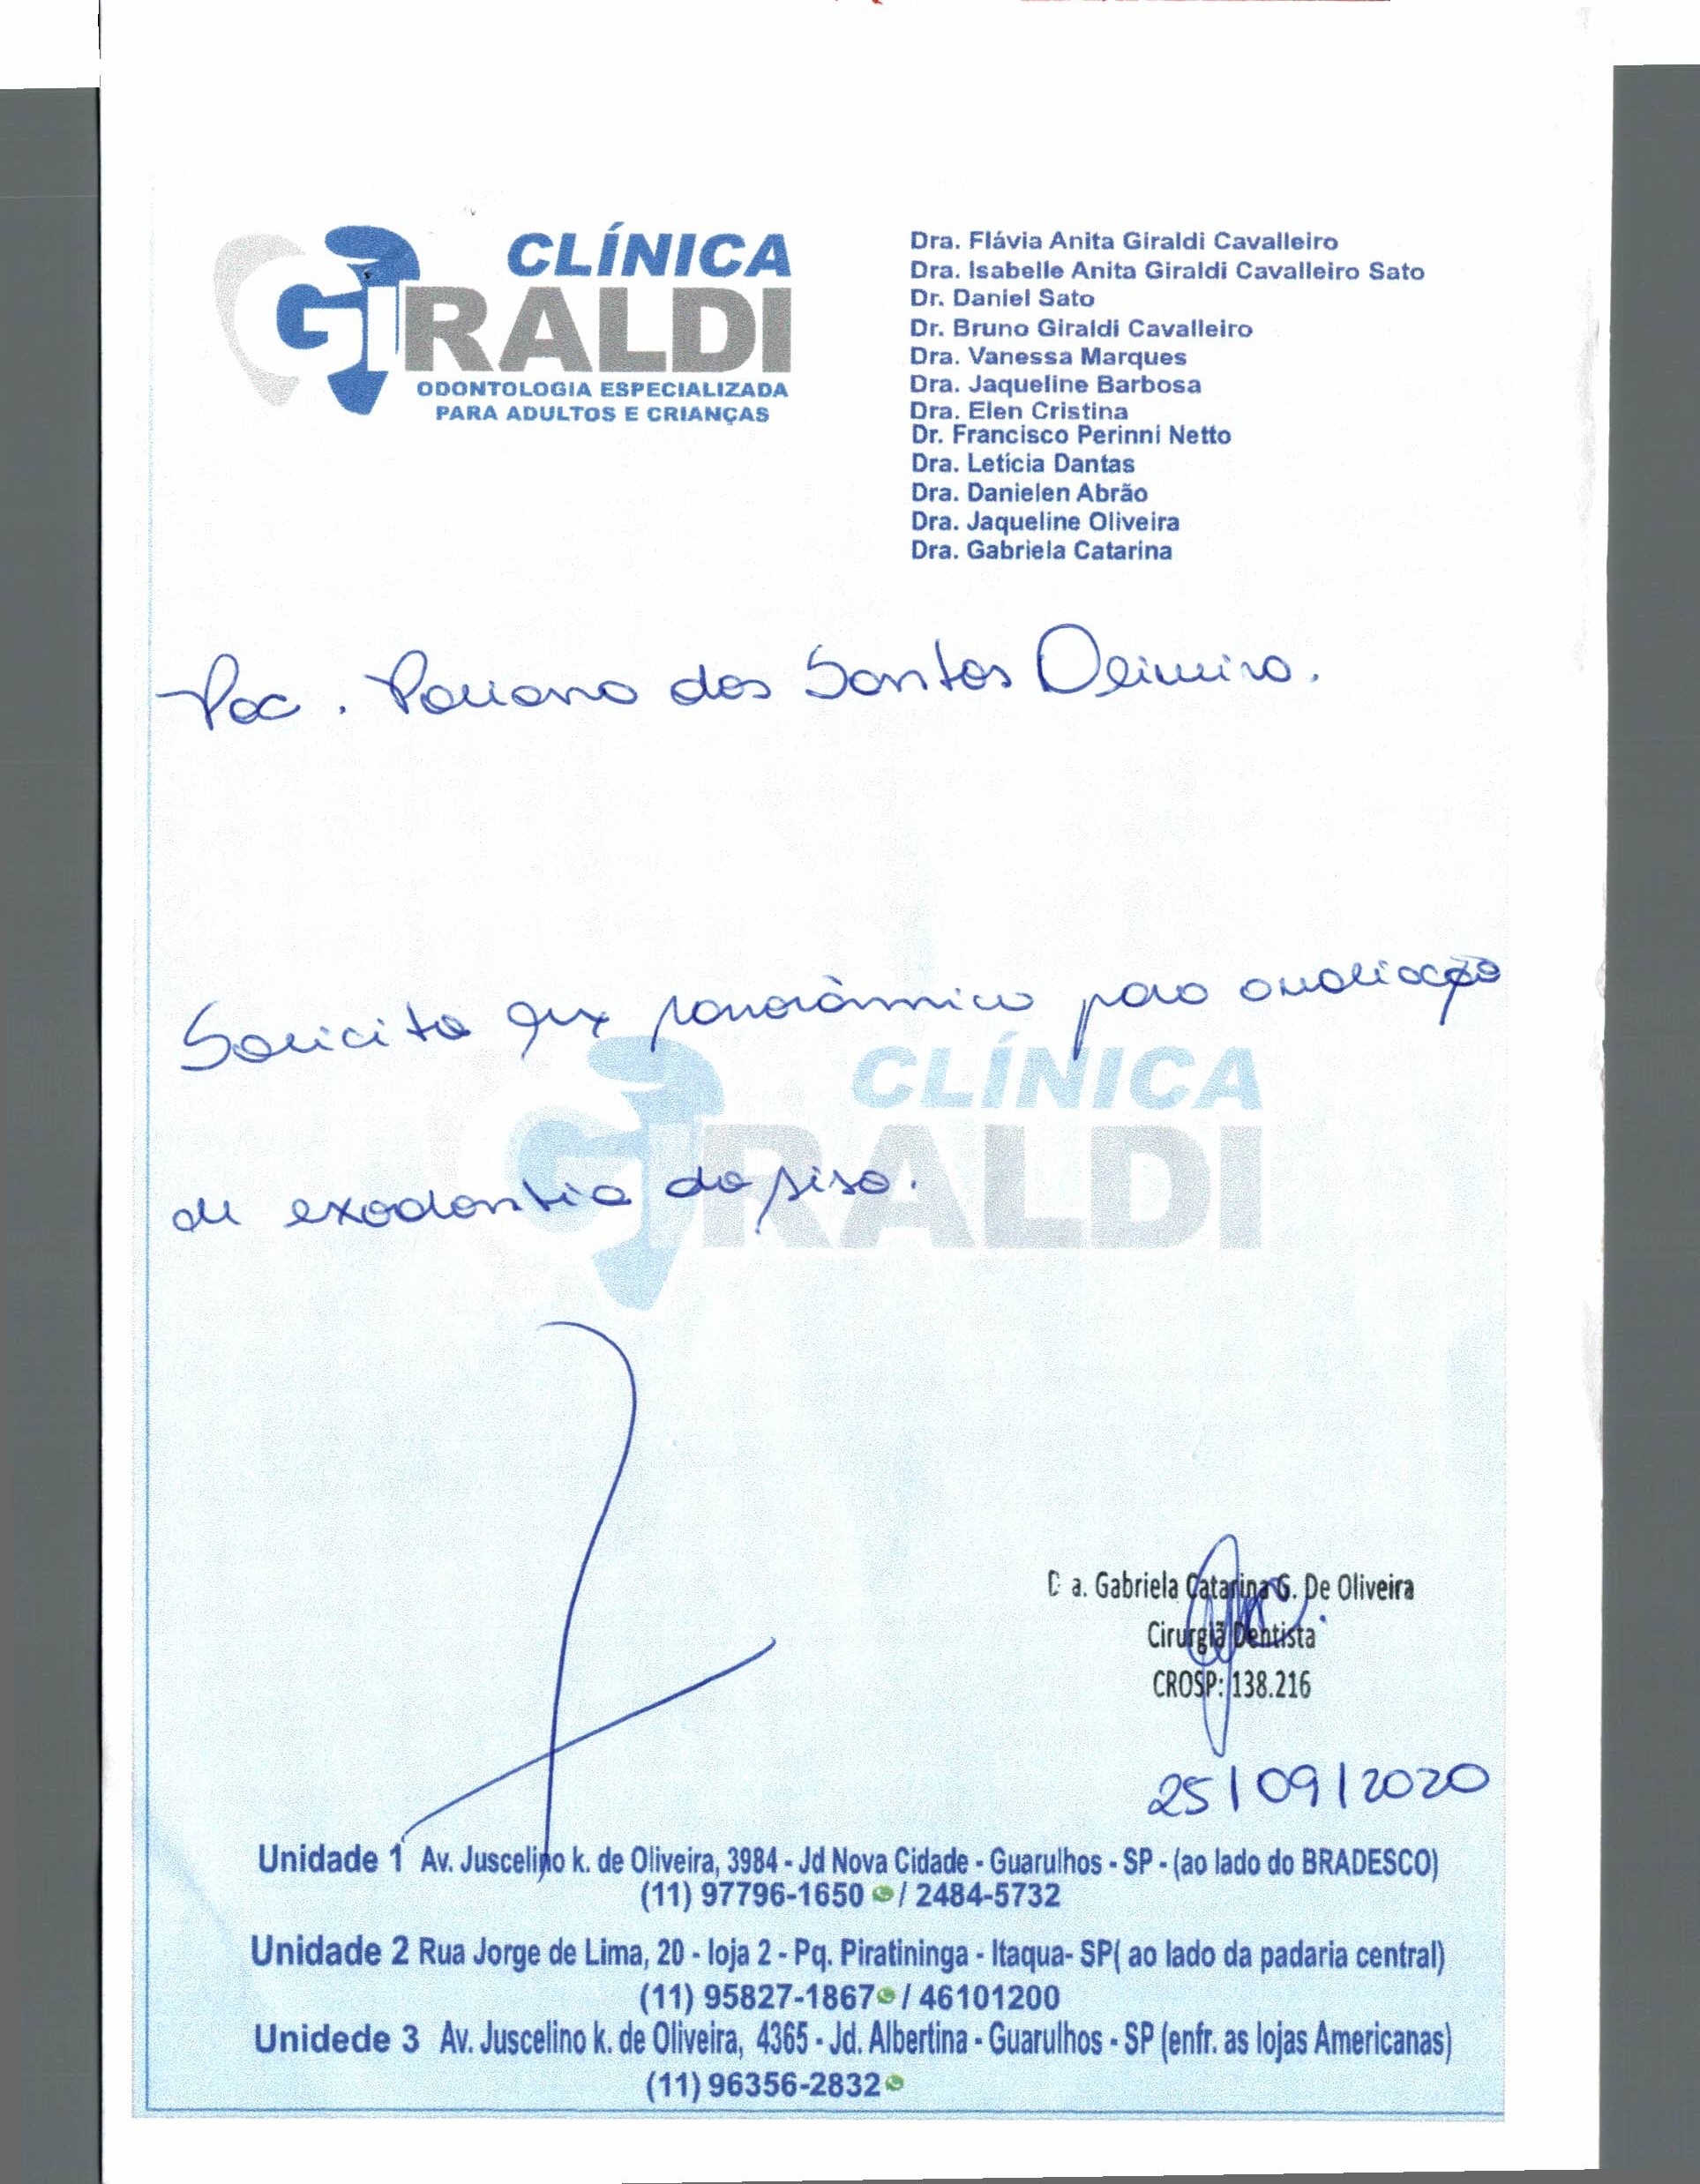 CLÍNICA
GIRALDI
ODONTOLOGIA ESPECIALIZADA
PARA ADULTOS E CRIANÇAS
Dra. Flávia Anita Giraldi Cavalleiro
Dra. Isabelle Anita Giraldi Cavalleiro Sato
Dr. Daniel Sato
Dr. Bruno Giraldi Cavalleiro
Dra. Vanessa Marques
Dra. Jaqueline Barbosa
Dra. Elen Cristina
Dr. Francisco Perinni Netto
Dra. Letícia Dantas
Dra. Danielen Abrão
Dra. Jaqueline Oliveira
Dra. Gabriela Catarina
Pac. dos Santos
Solicito panorâmica para avaliação
CLÍNICA
GIRALDI
de exodontia do siso.
D a. Gabriela Catarina G. De Oliveira
Cirurgiã Dentista
CROSP: 138.216
25/09/2020
Unidade 1 Av. Juscelino k. de Oliveira, 3984 - Jd Nova Cidade - Guarulhos - SP - (ao lado do BRADESCO)
(11) 97796-1650 / 2484-5732
Unidade 2 Rua Jorge de Lima, 20 - loja 2 - Pq. Piratininga - Itaqua- SP( ao lado da padaria central)
(11) 95827-1867 / 46101200
Unidede 3 Av. Juscelino k. de Oliveira, 4365 - Jd. Albertina - Guarulhos - SP (enfr. as lojas Americanas)
(11) 96356-2832